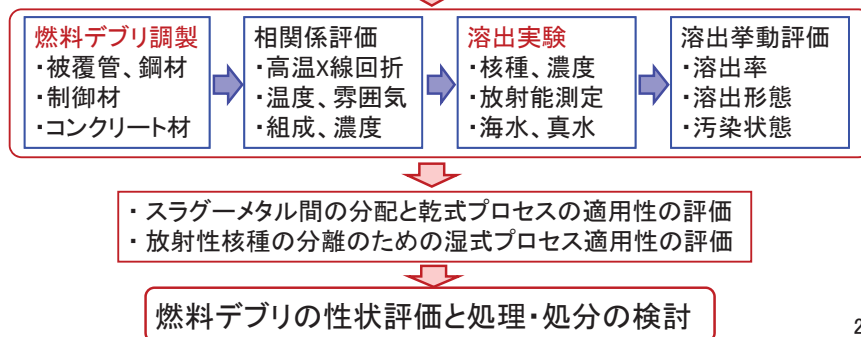 燃料デブリ調製
・被覆管、鋼材
・制御材
・コンクリート材
相関係評価
・高温X線回折
・温度、雰囲気
・組成、濃度
溶出実験
・核種、濃度
・放射能測定
・海水、真水
溶出挙動評価
・溶出率
・溶出形態
・汚染状態
・スラグーメタル間の分配と乾式プロセスの適用性の評価
・放射性核種の分離のための湿式プロセス適用性の評価
燃料デブリの性状評価と処理・処分の検討
2